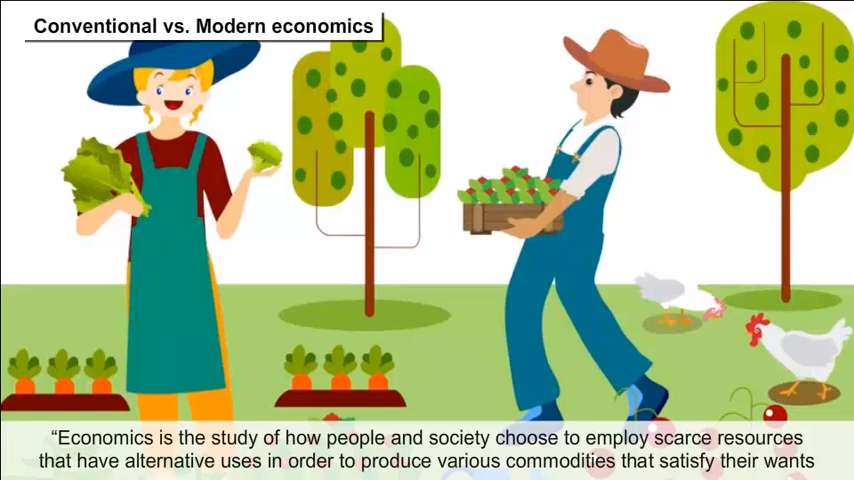 Conventional vs. Modern economics
“Economics is the study of how people and society choose to employ scarce resources
that have alternative uses in order to produce various commodities that satisfy their wants